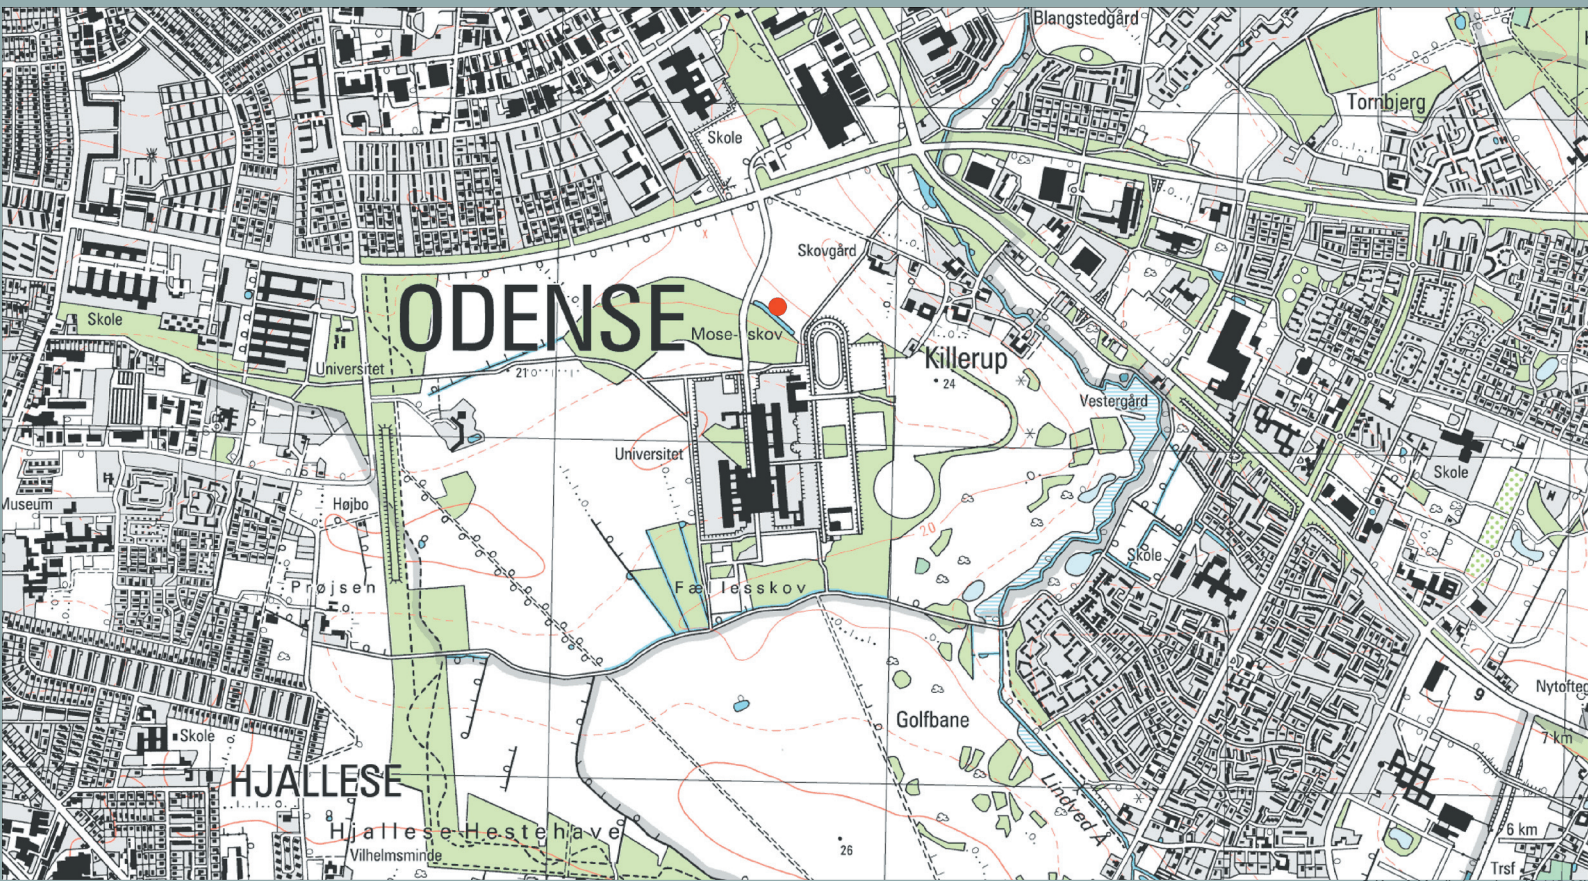 Blangstedgård
Tornbjerg
Skole
Skovgård
ODENSE
Skole
Mose- skov
Killerup
Universitet
21
24
Vestergård
Universitet
Skole
Museum
Højbo
20
Skole
Prøjsen
Fællesskov
9
Nytofteg
Golfbane
Skole
7 km
HJALLESE
Lindved Å
Hjallese Hestehave
6 km
Vilhelmsminde
26
Trsf